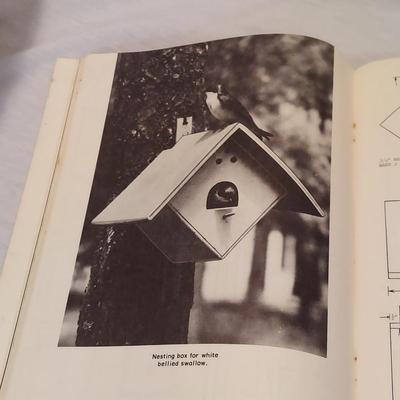 Nesting box for white
bellied swallow.